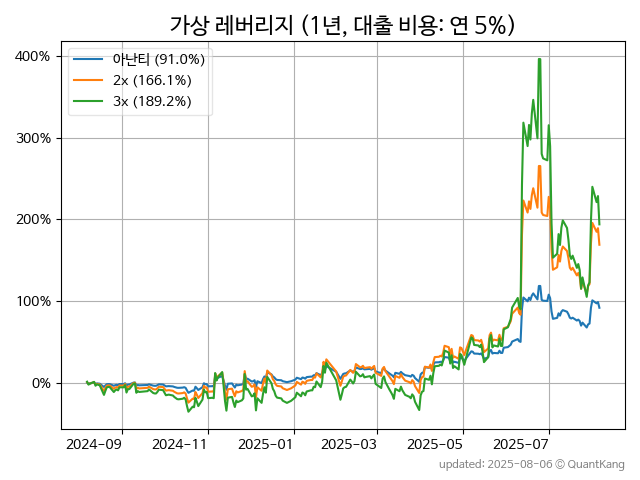 가상 레버리지 (1년, 대출 비용: 연 5%)
아난티 (91.0%)
2x (166.1%)
3x (189.2%)
400%
300%
200%
100%
0%
2024-09 2024-11 2025-01 2025-03 2025-05 2025-07
updated: 2025-08-06 © QuantKang